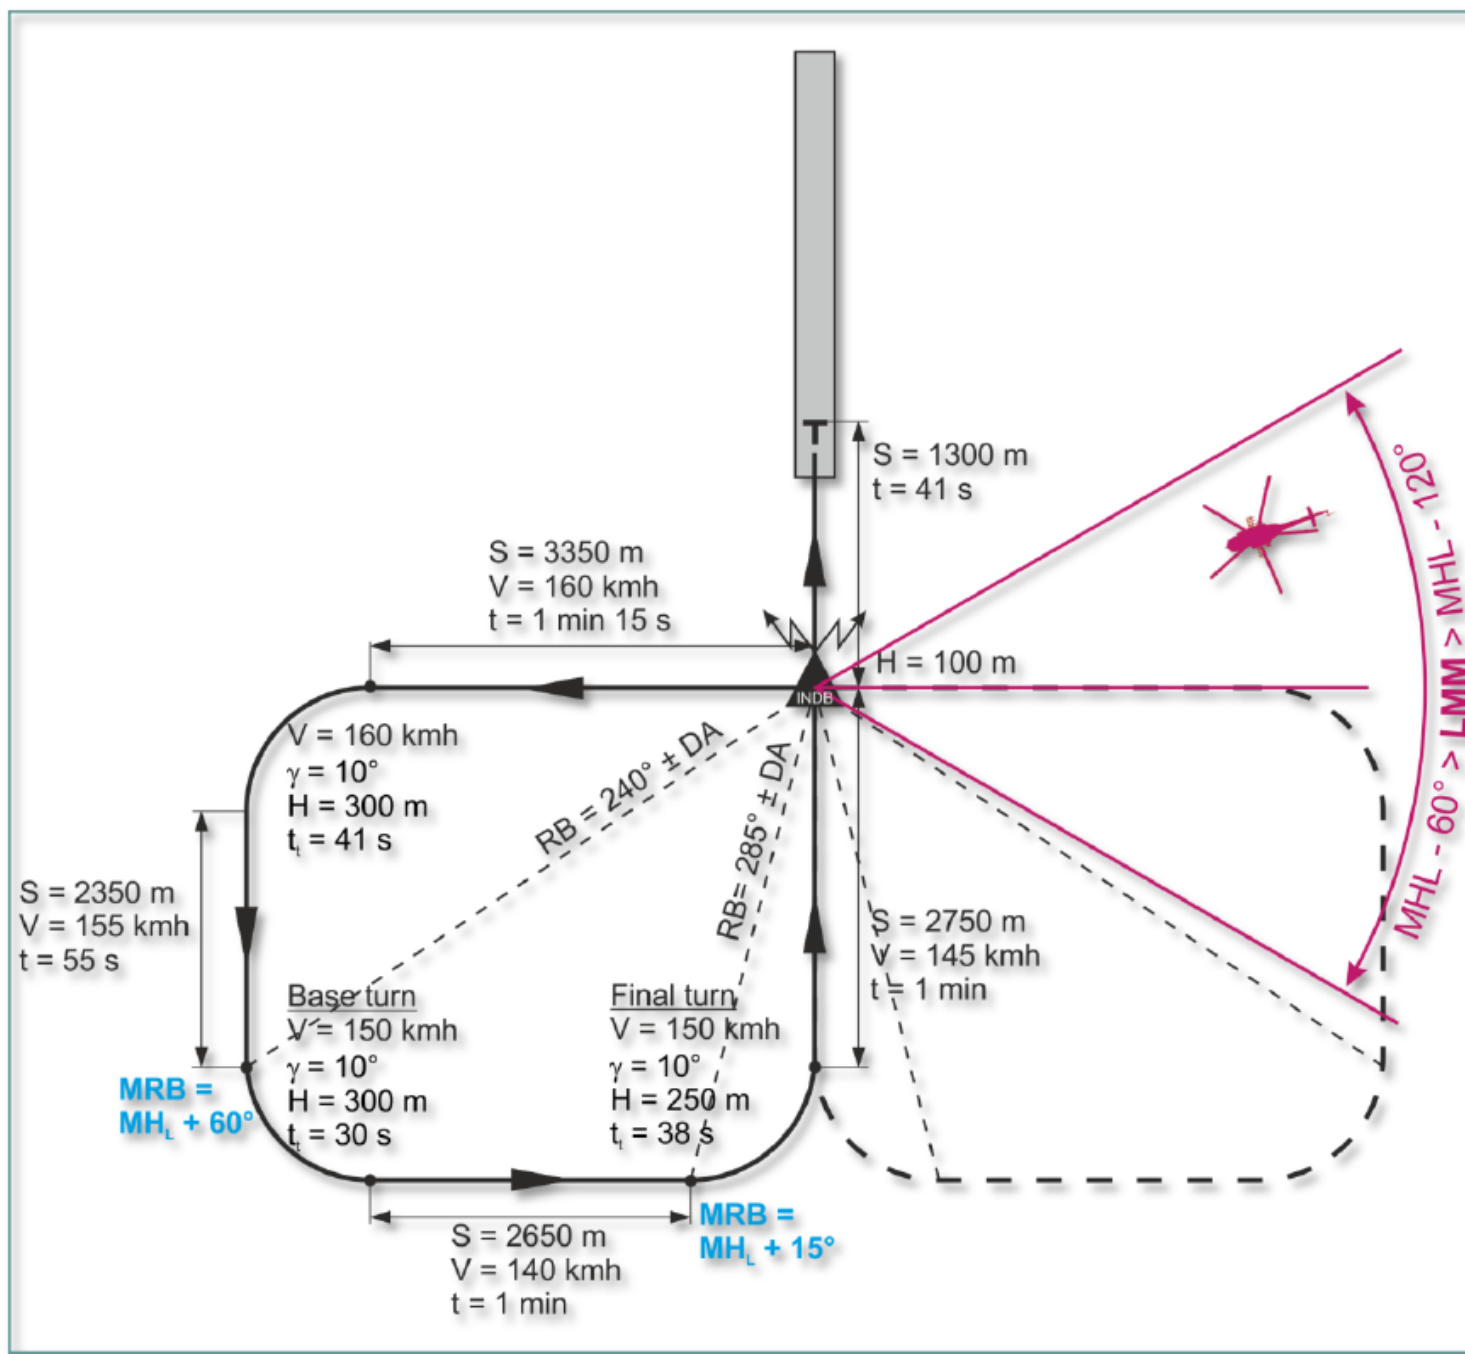 S = 1300 m
t = 41 s
S = 3350 m
V = 160 kmh
t = 1 min 15 s
H = 100 m
INDB
MHL - 60° > LMM > MHL - 120°
V = 160 kmh
γ = 10°
H = 300 m
tₜ = 41 s
RB = 240° ± DA
RB= 285° ± DA
S = 2350 m
V = 155 kmh
t = 55 s
S = 2750 m
V = 145 kmh
t = 1 min
Base turn
V = 150 kmh
γ = 10°
H = 300 m
tₜ = 30 s
Final turn
V = 150 kmh
γ = 10°
H = 250 m
tₜ = 38 s
MRB =
MH_L + 60°
MRB =
MH_L + 15°
S = 2650 m
V = 140 kmh
t = 1 min